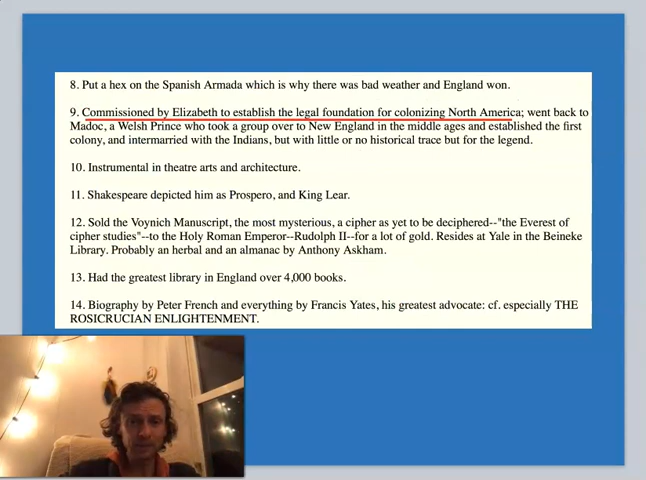 8. Put a hex on the Spanish Armada which is why there was bad weather and England won.
9. Commissioned by Elizabeth to establish the legal foundation for colonizing North America; went back to
Madoc, a Welsh Prince who took a group over to New England in the middle ages and established the first
colony, and intermarried with the Indians, but with little or no historical trace but for the legend.
10. Instrumental in theatre arts and architecture.
11. Shakespeare depicted him as Prospero, and King Lear.
12. Sold the Voynich Manuscript, the most mysterious, a cipher as yet to be deciphered--"the Everest of
cipher studies"--to the Holy Roman Emperor--Rudolph II--for a lot of gold. Resides at Yale in the Beineke
Library. Probably an herbal and an almanac by Anthony Askham.
13. Had the greatest library in England over 4,000 books.
14. Biography by Peter French and everything by Francis Yates, his greatest advocate: cf. especially THE
ROSICRUCIAN ENLIGHTENMENT.